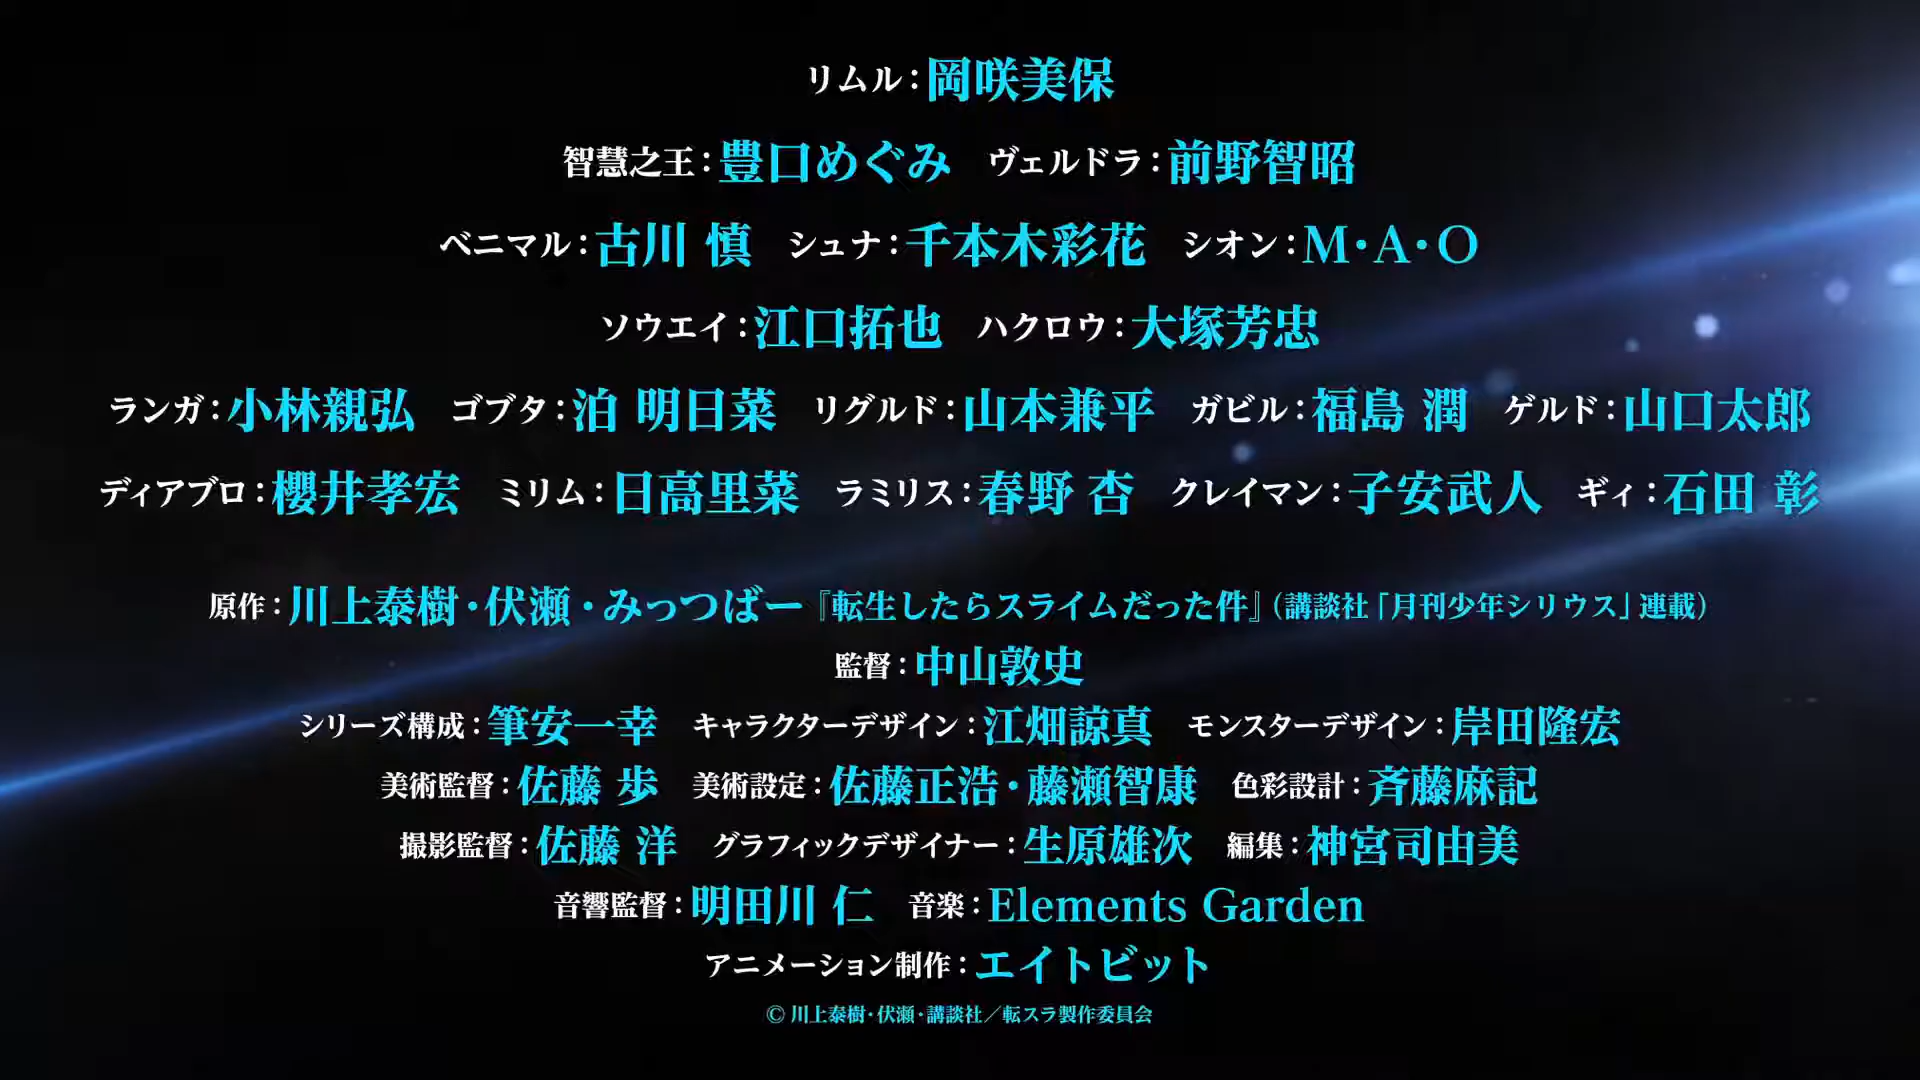 リムル：岡咲美保
智慧之王：豊口めぐみ　ヴェルドラ：前野智昭
ベニマル：古川 慎　シュナ：千本木彩花　シオン：M・A・O
ソウエイ：江口拓也　ハクロウ：大塚芳忠
ランガ：小林親弘　ゴブタ：泊 明日菜　リグルド：山本兼平　ガビル：福島 潤　ゲルド：山口太郎
ディアブロ：櫻井孝宏　ミリム：日高里菜　ラミリス：春野 杏　クレイマン：子安武人　ギィ：石田 彰
原作：川上泰樹・伏瀬・みっつばー『転生したらスライムだった件』（講談社「月刊少年シリウス」連載）
監督：中山敦史
シリーズ構成：筆安一幸　キャラクターデザイン：江畑諒真　モンスターデザイン：岸田隆宏
美術監督：佐藤 歩　美術設定：佐藤正浩・藤瀬智康　色彩設計：斉藤麻記
撮影監督：佐藤 洋　グラフィックデザイナー：生原雄次　編集：神宮司由美
音響監督：明田川 仁　音楽：Elements Garden
アニメーション制作：エイトビット
© 川上泰樹・伏瀬・講談社／転スラ製作委員会